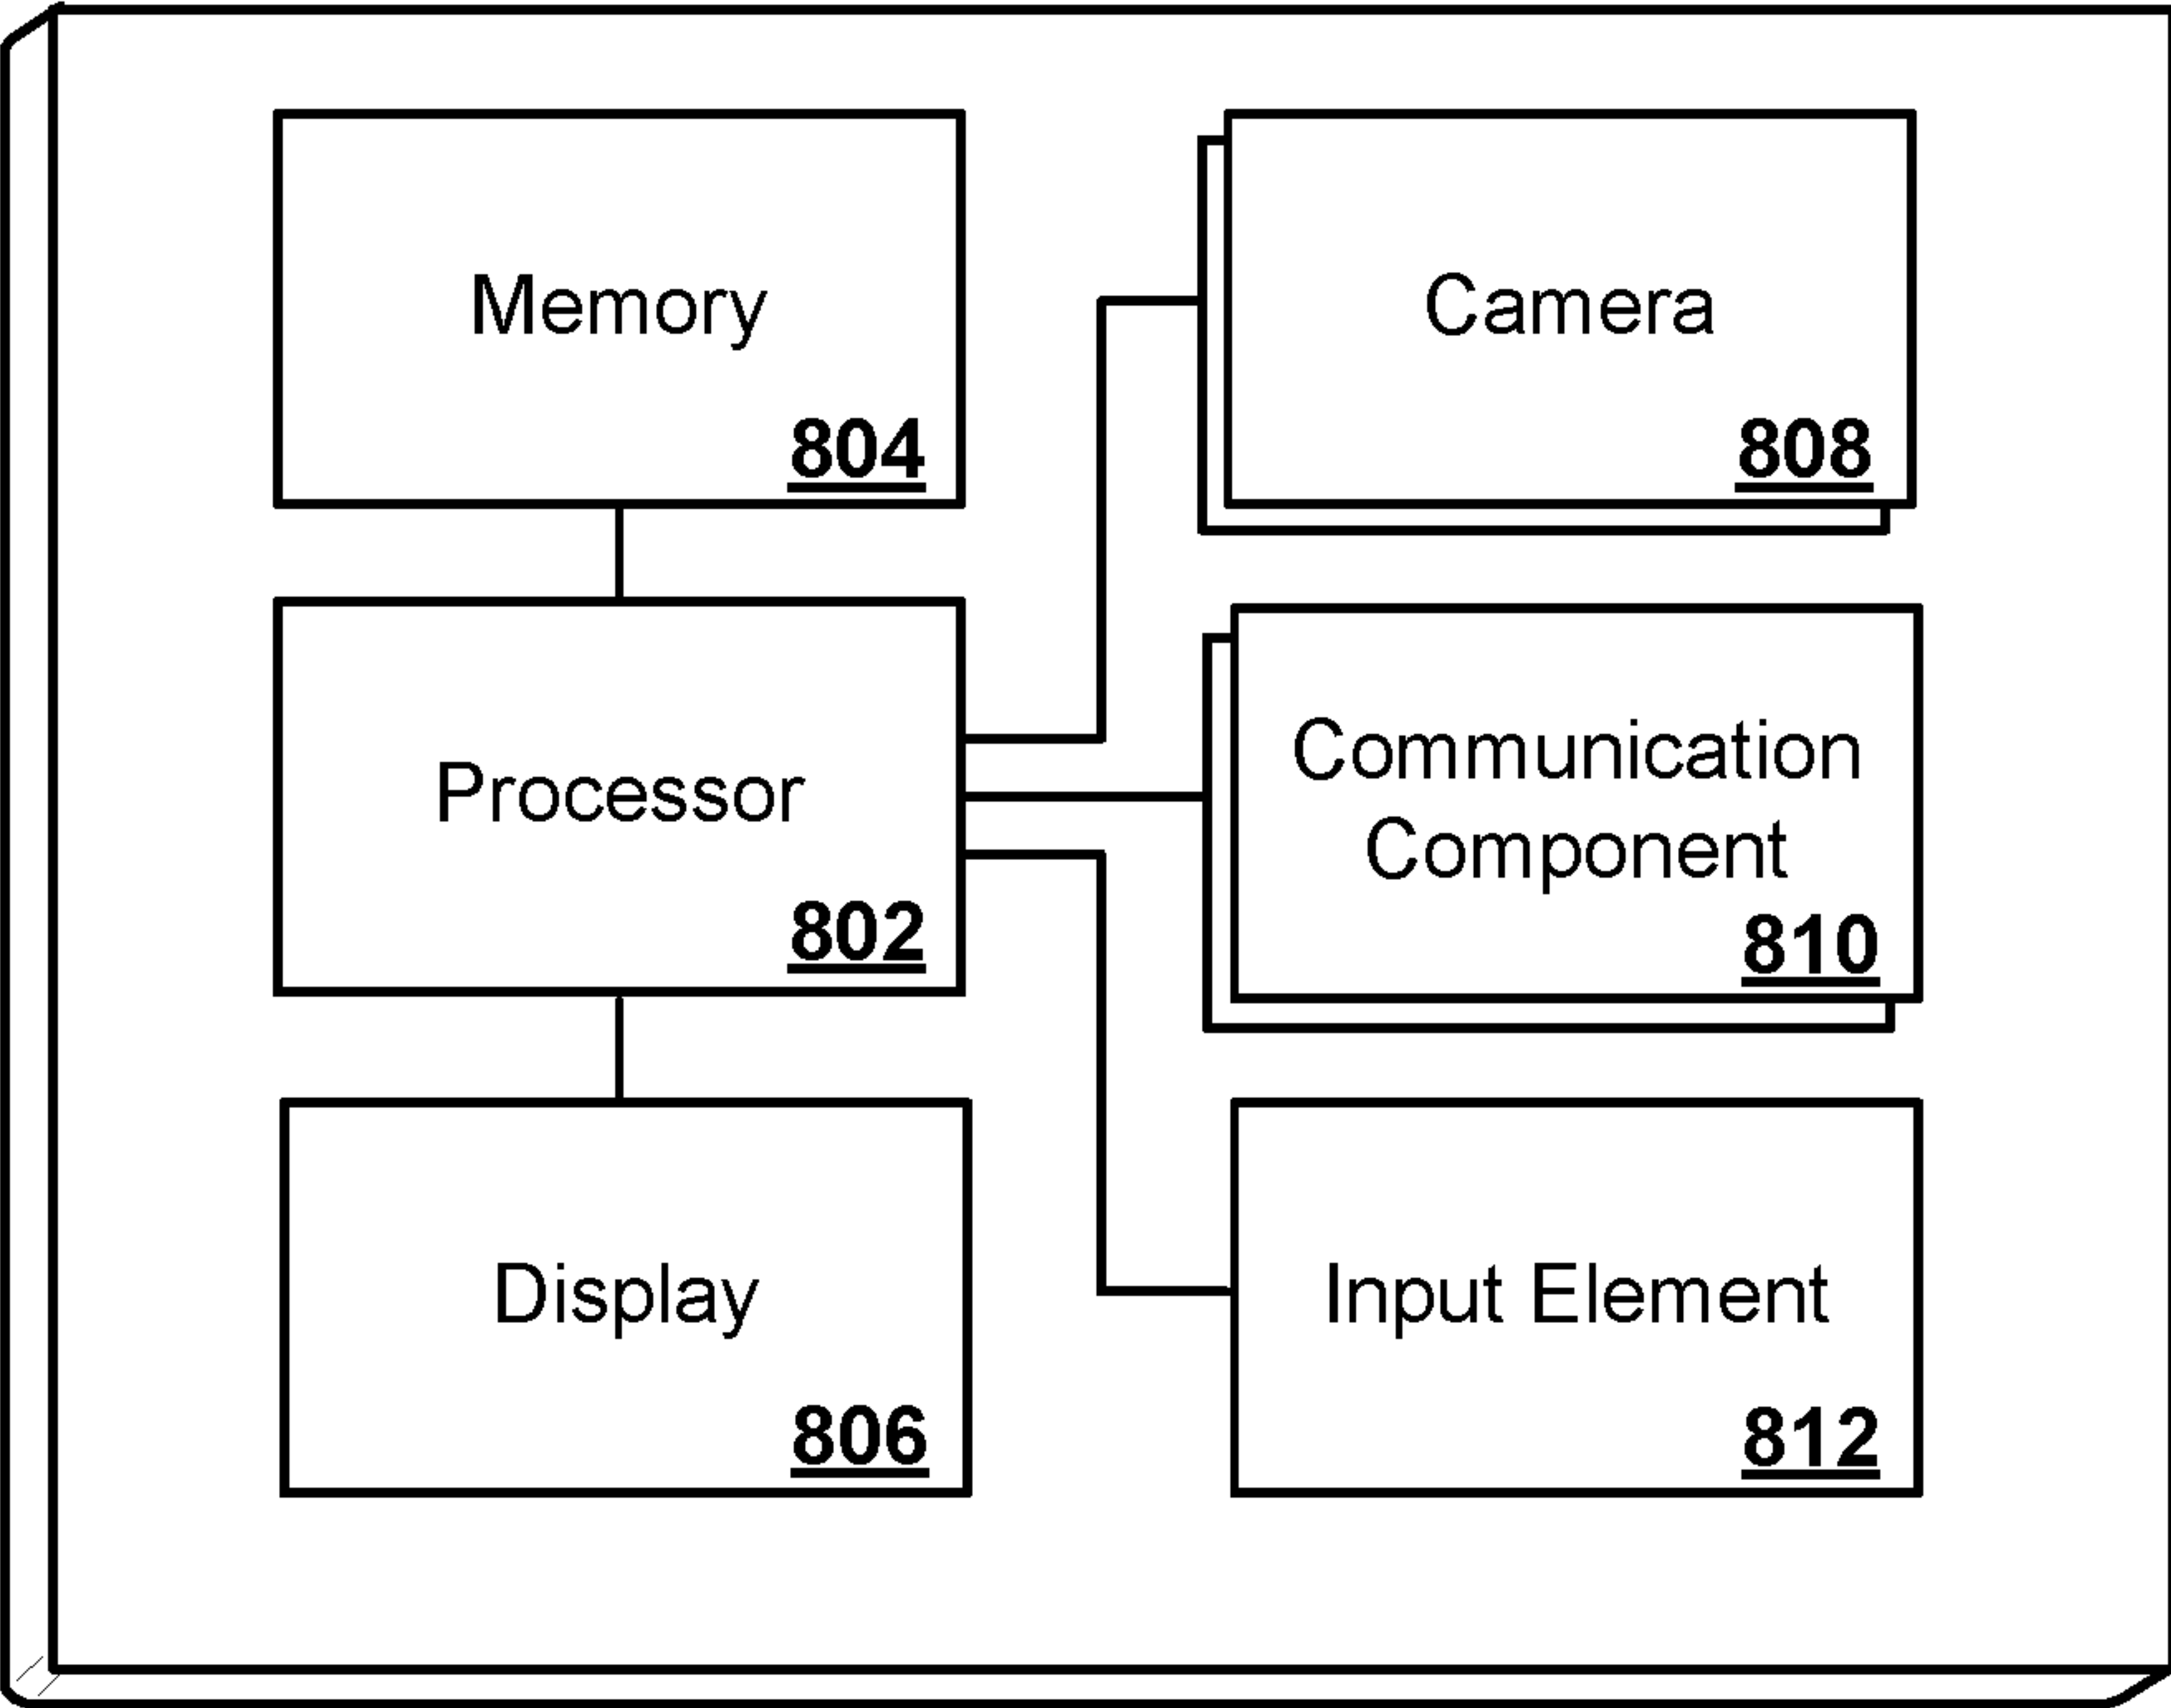 Memory
804
Camera
808
Processor
802
Communication
Component
810
Display
806
Input Element
812